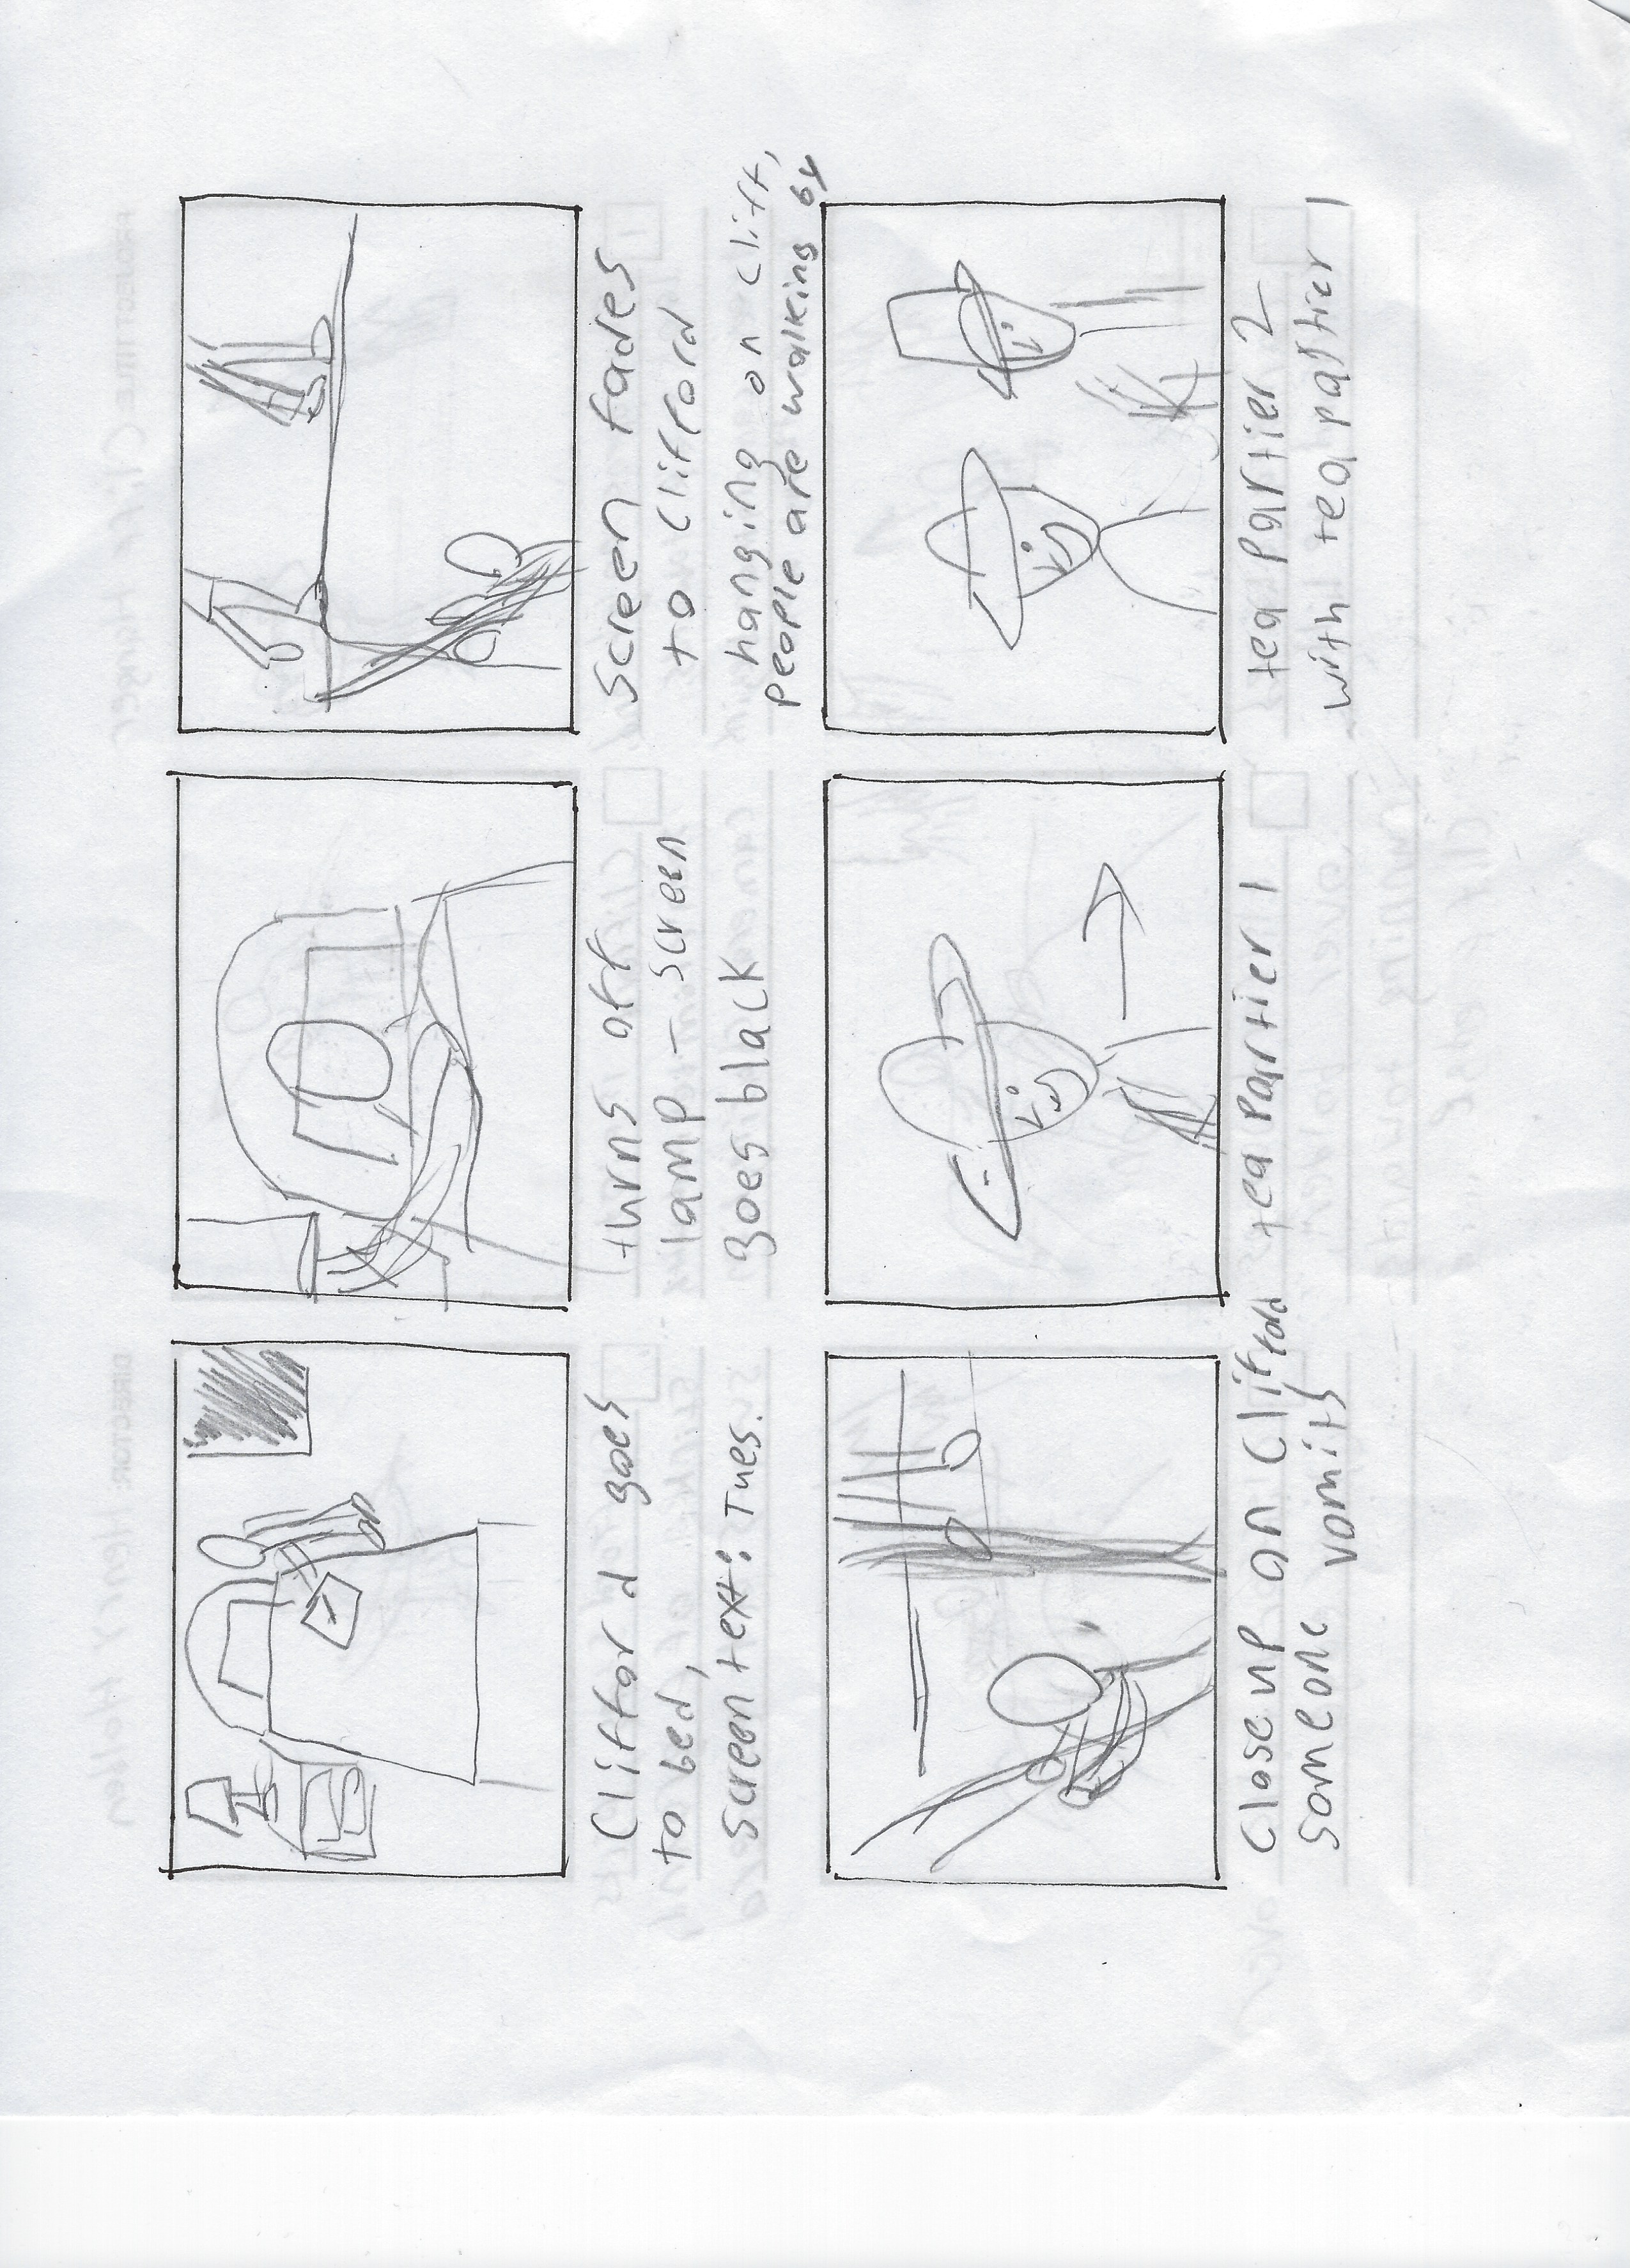 Clifford goes
to bed,
screen text: Tues.
turns off
lamp - screen
goes black
Screen fades
to Clifford
hanging on cliff,
people are walking by
Close up on Clifford
someone vomits
tea partier 1
tea partier 2
with tea partier 1